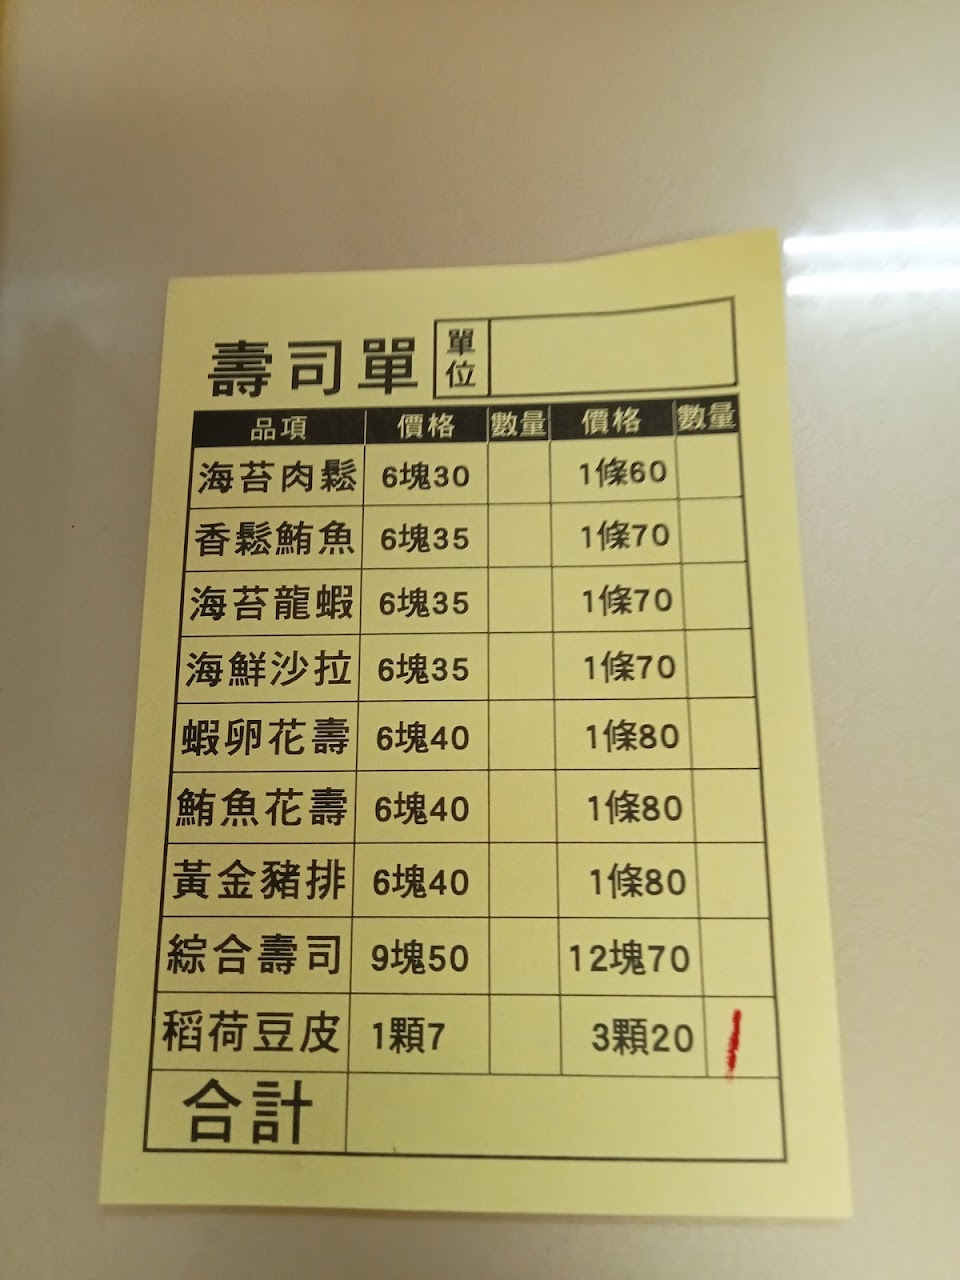 壽司單 單位
品項 價格 數量 價格 數量
海苔肉鬆 6塊30 1條60
香鬆鮪魚 6塊35 1條70
海苔龍蝦 6塊35 1條70
海鮮沙拉 6塊35 1條70
蝦卵花壽 6塊40 1條80
鮪魚花壽 6塊40 1條80
黃金豬排 6塊40 1條80
綜合壽司 9塊50 12塊70
稻荷豆皮 1顆7 3顆20 /
合計